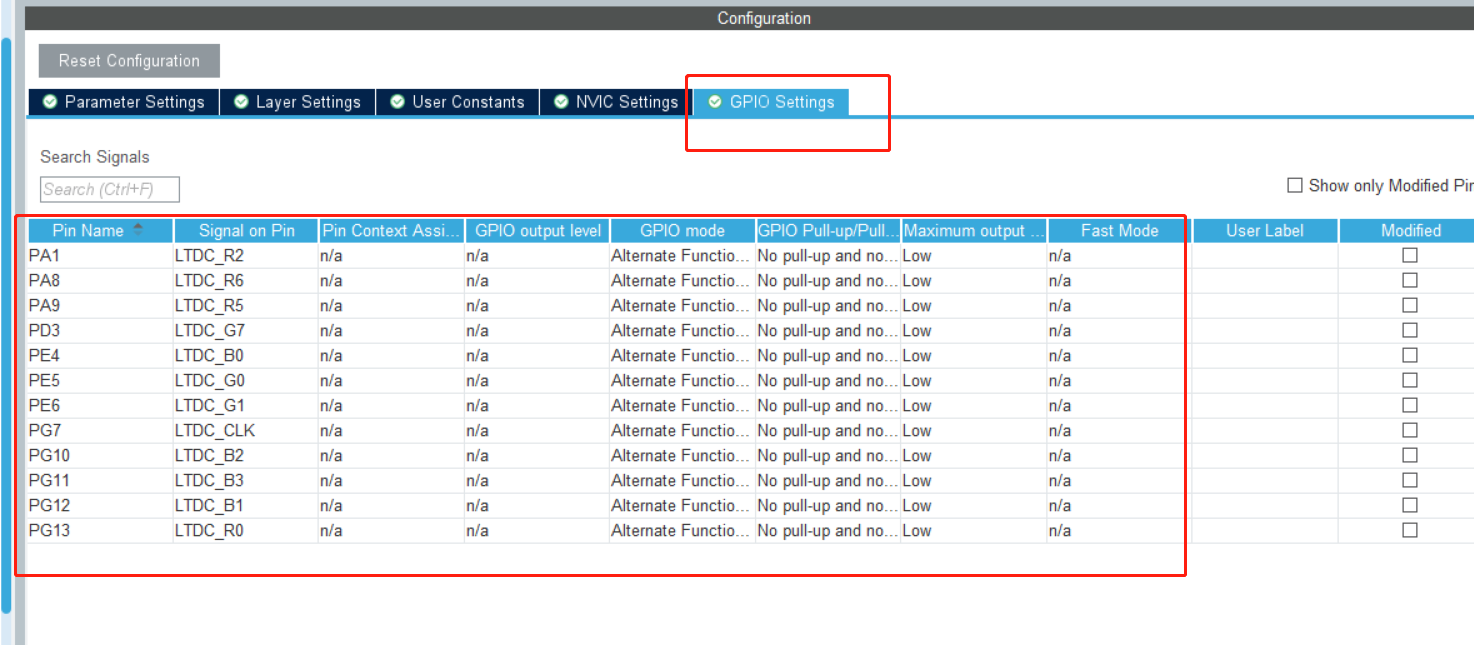 Configuration
Reset Configuration
Parameter Settings Layer Settings User Constants NVIC Settings GPIO Settings
Search Signals
Search (Ctrl+F)
Show only Modified Pin
Pin Name Signal on Pin Pin Context Assi... GPIO output level GPIO mode GPIO Pull-up/Pull... Maximum output ... Fast Mode User Label Modified
PA1 LTDC_R2 n/a n/a Alternate Functio... No pull-up and no... Low n/a
PA8 LTDC_R6 n/a n/a Alternate Functio... No pull-up and no... Low n/a
PA9 LTDC_R5 n/a n/a Alternate Functio... No pull-up and no... Low n/a
PD3 LTDC_G7 n/a n/a Alternate Functio... No pull-up and no... Low n/a
PE4 LTDC_B0 n/a n/a Alternate Functio... No pull-up and no... Low n/a
PE5 LTDC_G0 n/a n/a Alternate Functio... No pull-up and no... Low n/a
PE6 LTDC_G1 n/a n/a Alternate Functio... No pull-up and no... Low n/a
PG7 LTDC_CLK n/a n/a Alternate Functio... No pull-up and no... Low n/a
PG10 LTDC_B2 n/a n/a Alternate Functio... No pull-up and no... Low n/a
PG11 LTDC_B3 n/a n/a Alternate Functio... No pull-up and no... Low n/a
PG12 LTDC_B1 n/a n/a Alternate Functio... No pull-up and no... Low n/a
PG13 LTDC_R0 n/a n/a Alternate Functio... No pull-up and no... Low n/a